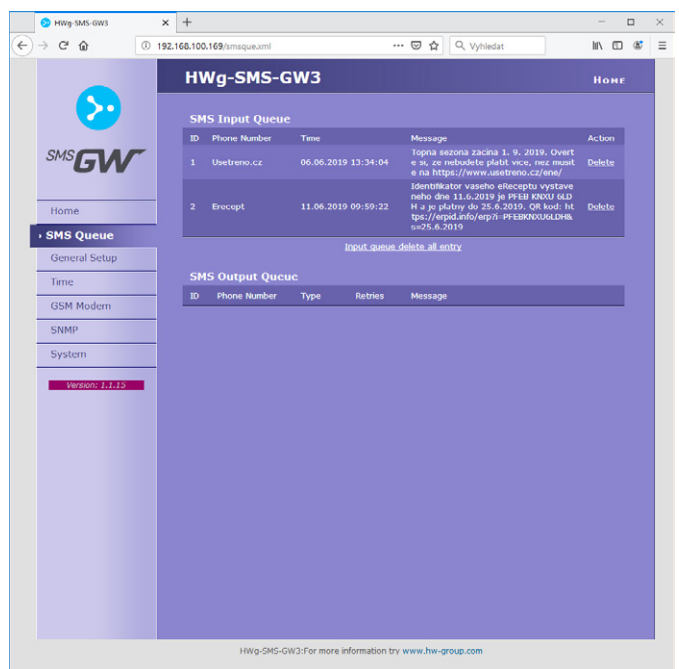 HWg-SMS-GW3
192.168.100.169/smsque.xml
Vyhledat
HWg-SMS-GW3
Home
SMS GW
Home
SMS Queue
General Setup
Time
GSM Modem
SNMP
System
Version: 1.1.15
SMS Input Queue
ID Phone Number Time Message Action
1 Usetreno.cz 06.06.2019 13:34:04 Topna sezona zacina 1. 9. 2019. Overt
e si, ze nebudete platit vice, nez musit
e na https://www.usetreno.cz/ene/ Delete
2 Erecept 11.06.2019 09:59:22 Identifikator vaseho eReceptu vystave
neho dne 11.6.2019 je PFEB KNXU 6LD
H a je platny do 25.6.2019. QR kod: ht
tps://erpid.info/erp?i=PFEBKNXU6LDH&
s=25.6.2019 Delete
Input queue delete all entry
SMS Output Queue
ID Phone Number Type Retries Message
HWg-SMS-GW3:For more information try www.hw-group.com